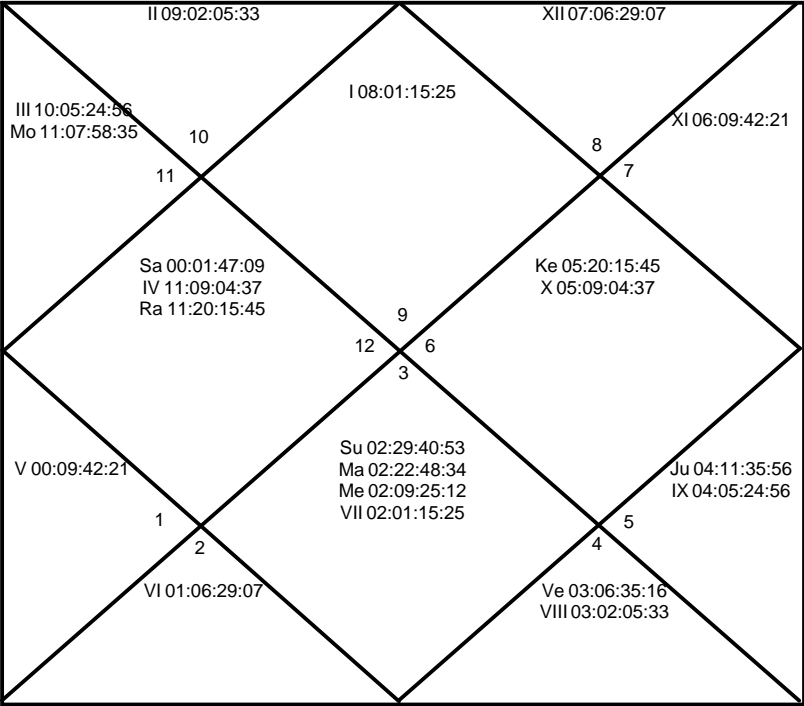 II 09:02:05:33
XII 07:06:29:07
I 08:01:15:25
III 10:05:24:56
Mo 11:07:58:35
XI 06:09:42:21
10
8
11
7
Sa 00:01:47:09
IV 11:09:04:37
Ra 11:20:15:45
Ke 05:20:15:45
X 05:09:04:37
9
12
6
3
Su 02:29:40:53
Ma 02:22:48:34
Me 02:09:25:12
VII 02:01:15:25
V 00:09:42:21
Ju 04:11:35:56
IX 04:05:24:56
1
5
2
4
VI 01:06:29:07
Ve 03:06:35:16
VIII 03:02:05:33